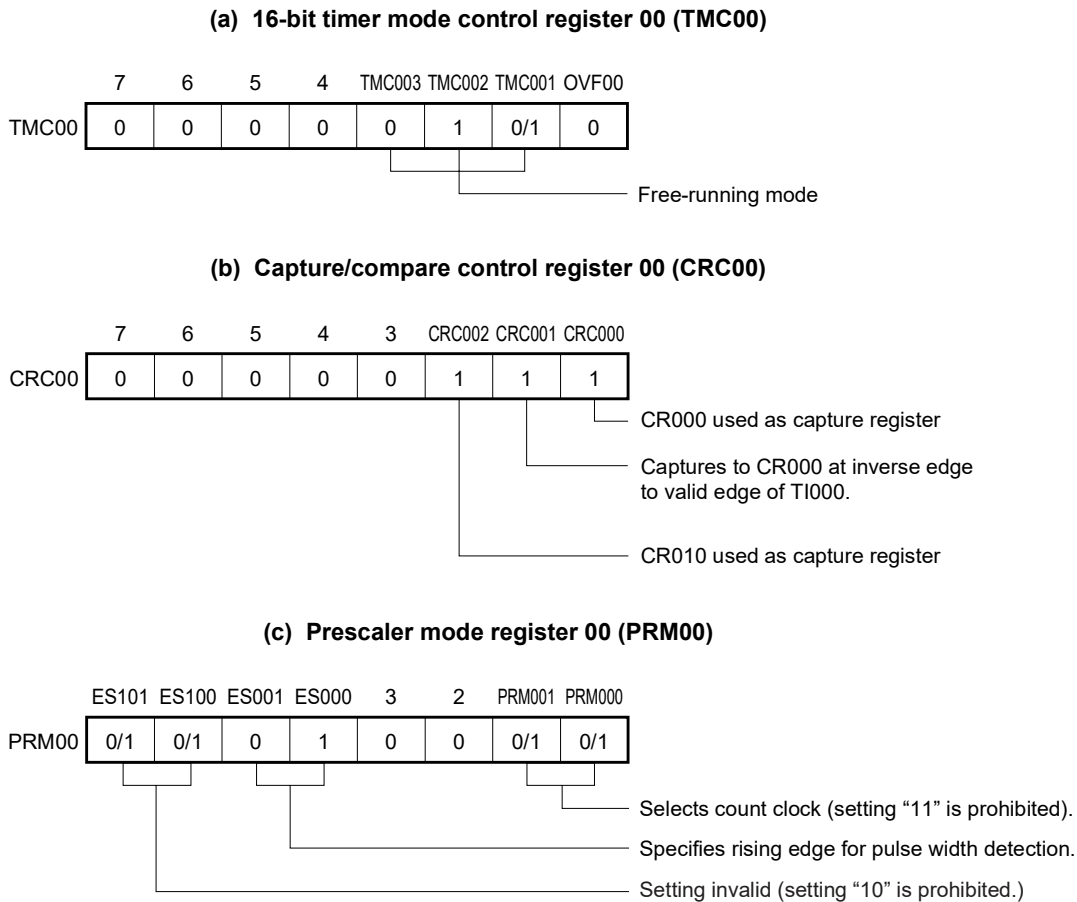 (a) 16-bit timer mode control register 00 (TMC00)
7 6 5 4 TMC003 TMC002 TMC001 OVF00
TMC00 0 0 0 0 0 1 0/1 0
Free-running mode
(b) Capture/compare control register 00 (CRC00)
7 6 5 4 3 CRC002 CRC001 CRC000
CRC00 0 0 0 0 0 1 1 1
CR000 used as capture register
Captures to CR000 at inverse edge
to valid edge of TI000.
CR010 used as capture register
(c) Prescaler mode register 00 (PRM00)
ES101 ES100 ES001 ES000 3 2 PRM001 PRM000
PRM00 0/1 0/1 0 1 0 0 0/1 0/1
Selects count clock (setting “11” is prohibited).
Specifies rising edge for pulse width detection.
Setting invalid (setting “10” is prohibited.)